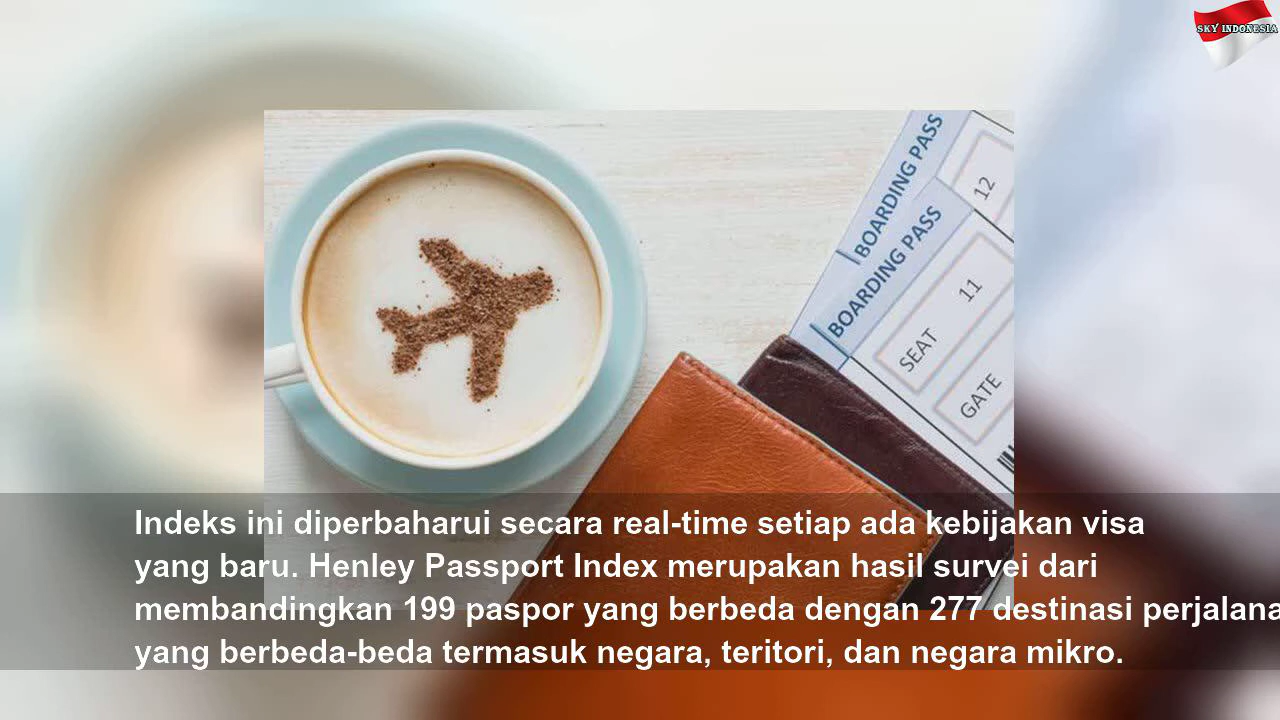 SKY INDONESIA
BOARDING PASS
12
BOARDING PASS
11
SEAT
GATE
Indeks ini diperbaharui secara real-time setiap ada kebijakan visa
yang baru. Henley Passport Index merupakan hasil survei dari
membandingkan 199 paspor yang berbeda dengan 277 destinasi perjalana
yang berbeda-beda termasuk negara, teritori, dan negara mikro.